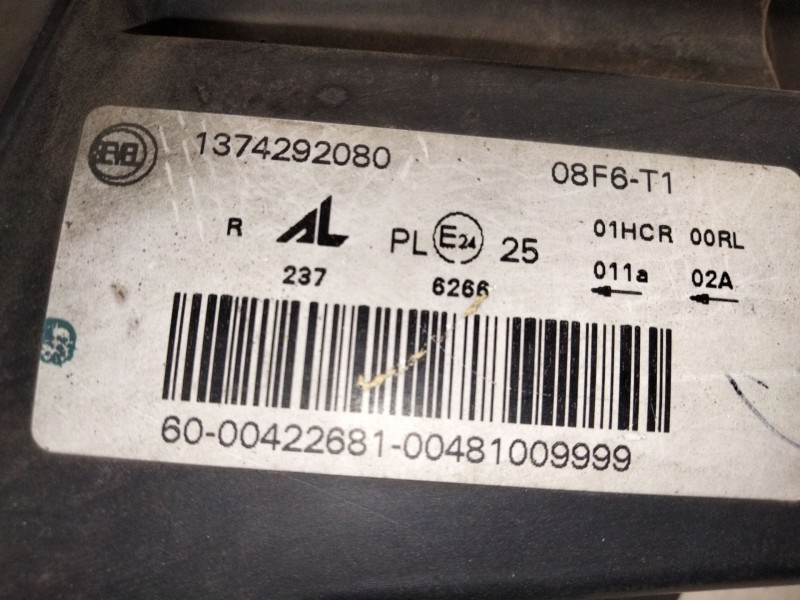 SEVEL 1374292080 08F6-T1
R AL PL E24 25 01HCR 00RL
237 6266 011a 02A
60-00422681-00481009999